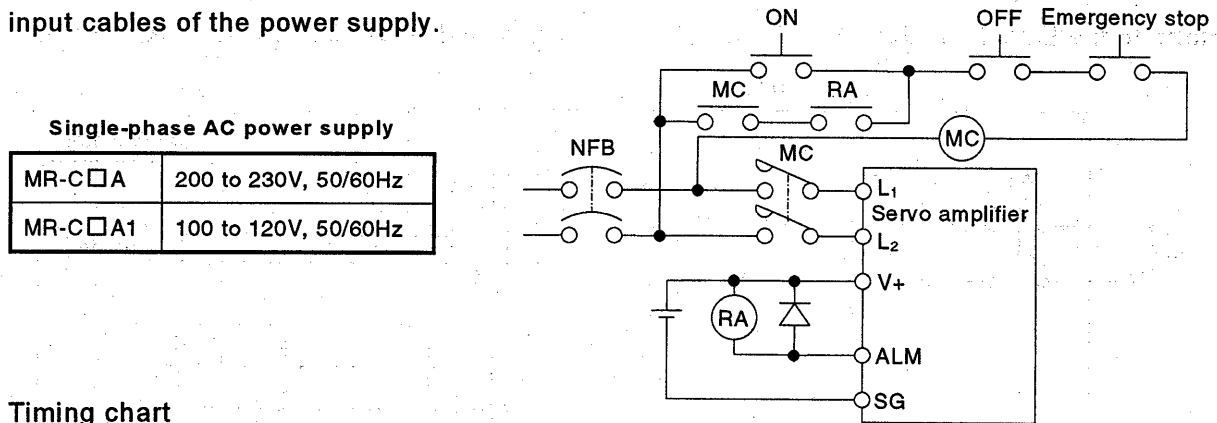 input cables of the power supply.
Single-phase AC power supply
MR-C□A 200 to 230V, 50/60Hz
MR-C□A1 100 to 120V, 50/60Hz
ON
OFF Emergency stop
MC RA
MC
NFB
MC
L1
Servo amplifier
L2
V+
RA
ALM
SG
Timing chart